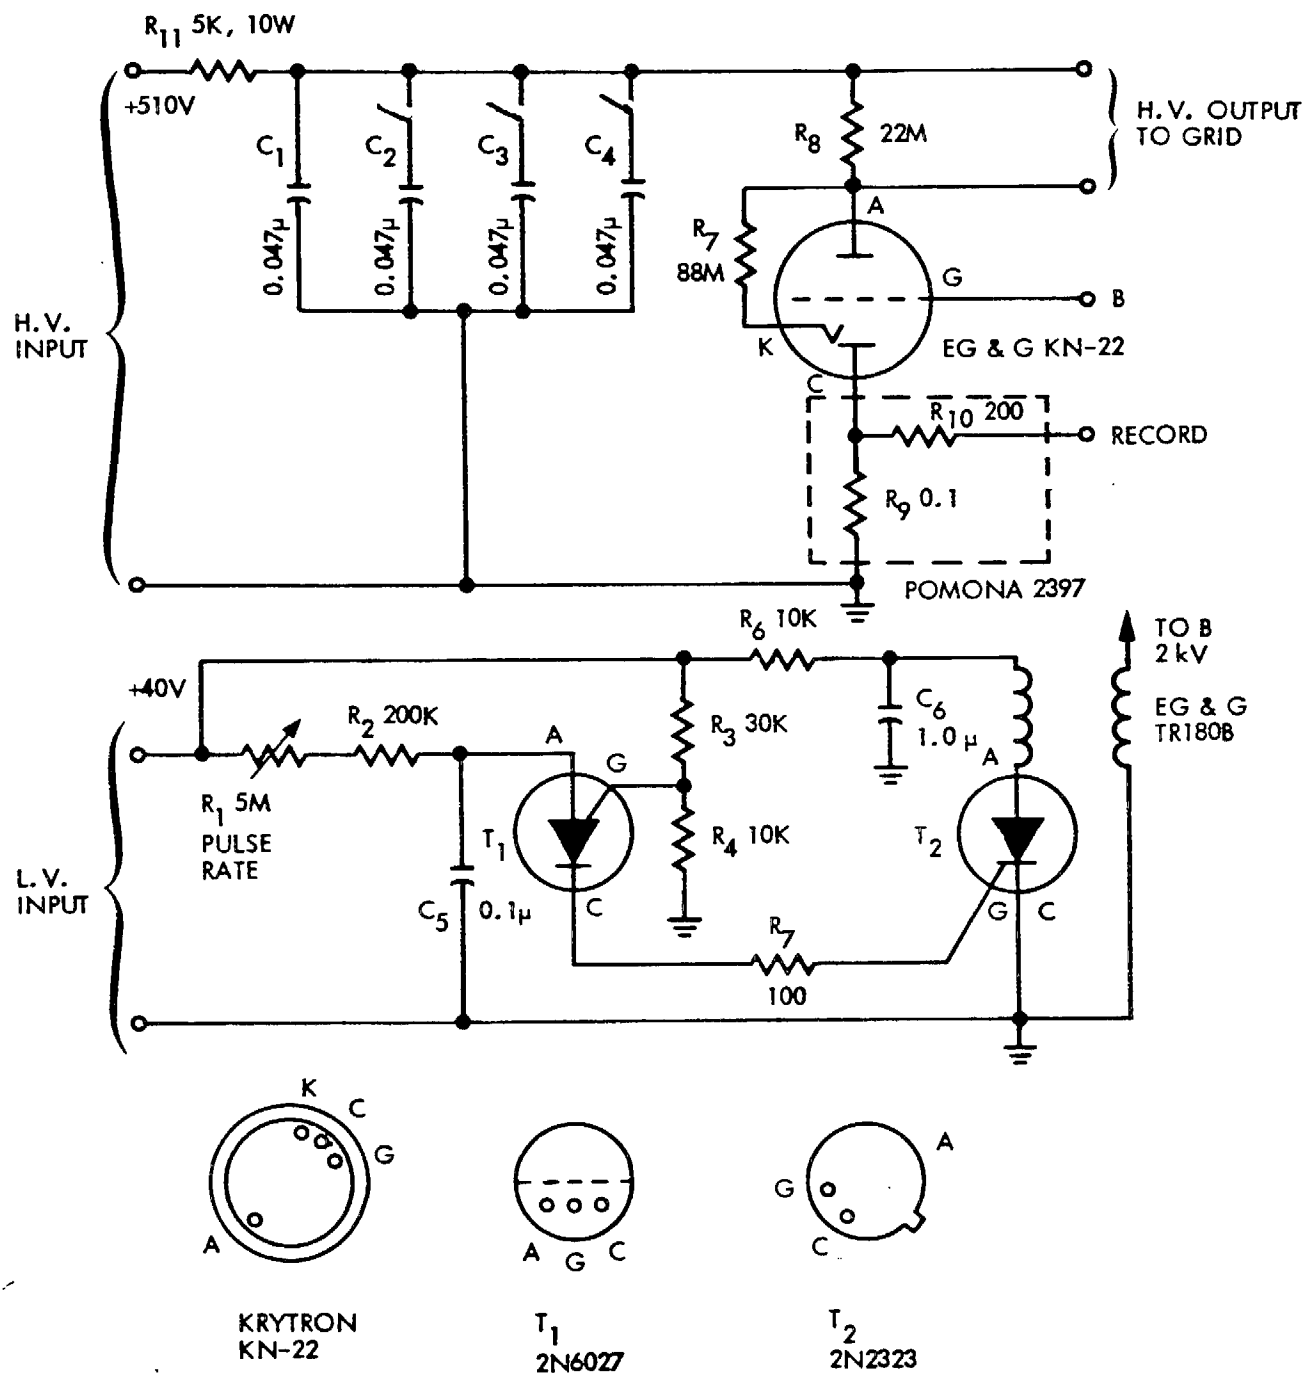 R11 5K, 10W
+510V
H.V. INPUT
C1
0.047μ
C2
0.047μ
C3
0.047μ
C4
0.047μ
R8
22M
H.V. OUTPUT
TO GRID
A
R7
88M
G
B
K
EG & G KN-22
C
R10 200
RECORD
R9 0.1
POMONA 2397
+40V
R6 10K
TO B
2 kV
EG & G
TR180B
L.V.
INPUT
R1 5M
PULSE
RATE
R2 200K
A
G
R3 30K
C6
1.0 μ
A
T1
R4 10K
T2
C5
0.1μ
C
G
C
R7
100
K
C
G
A
KRYTRON
KN-22
A
G
C
T1
2N6027
A
G
C
T2
2N2323